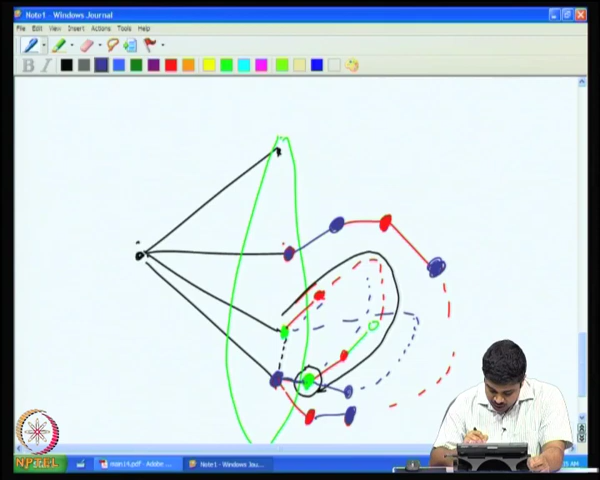 Note1 - Windows Journal
File Edit View Insert Actions Tools Help
B I
NPTEL
main14.pdf - Adobe...
Note1 - Windows Jou...